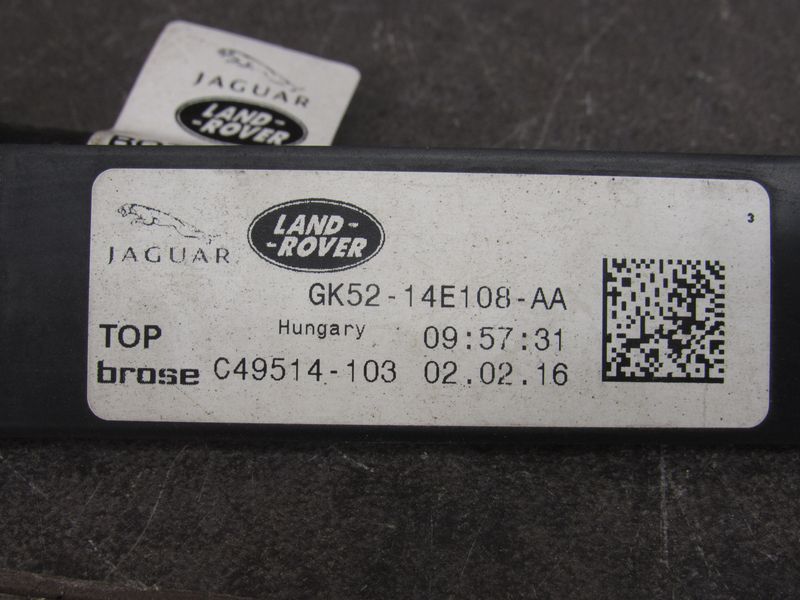 JAGUAR
LAND-
-ROVER
JAGUAR
LAND-
-ROVER
3
GK52-14E108-AA
Hungary 09:57:31
TOP
brose C49514-103 02.02.16